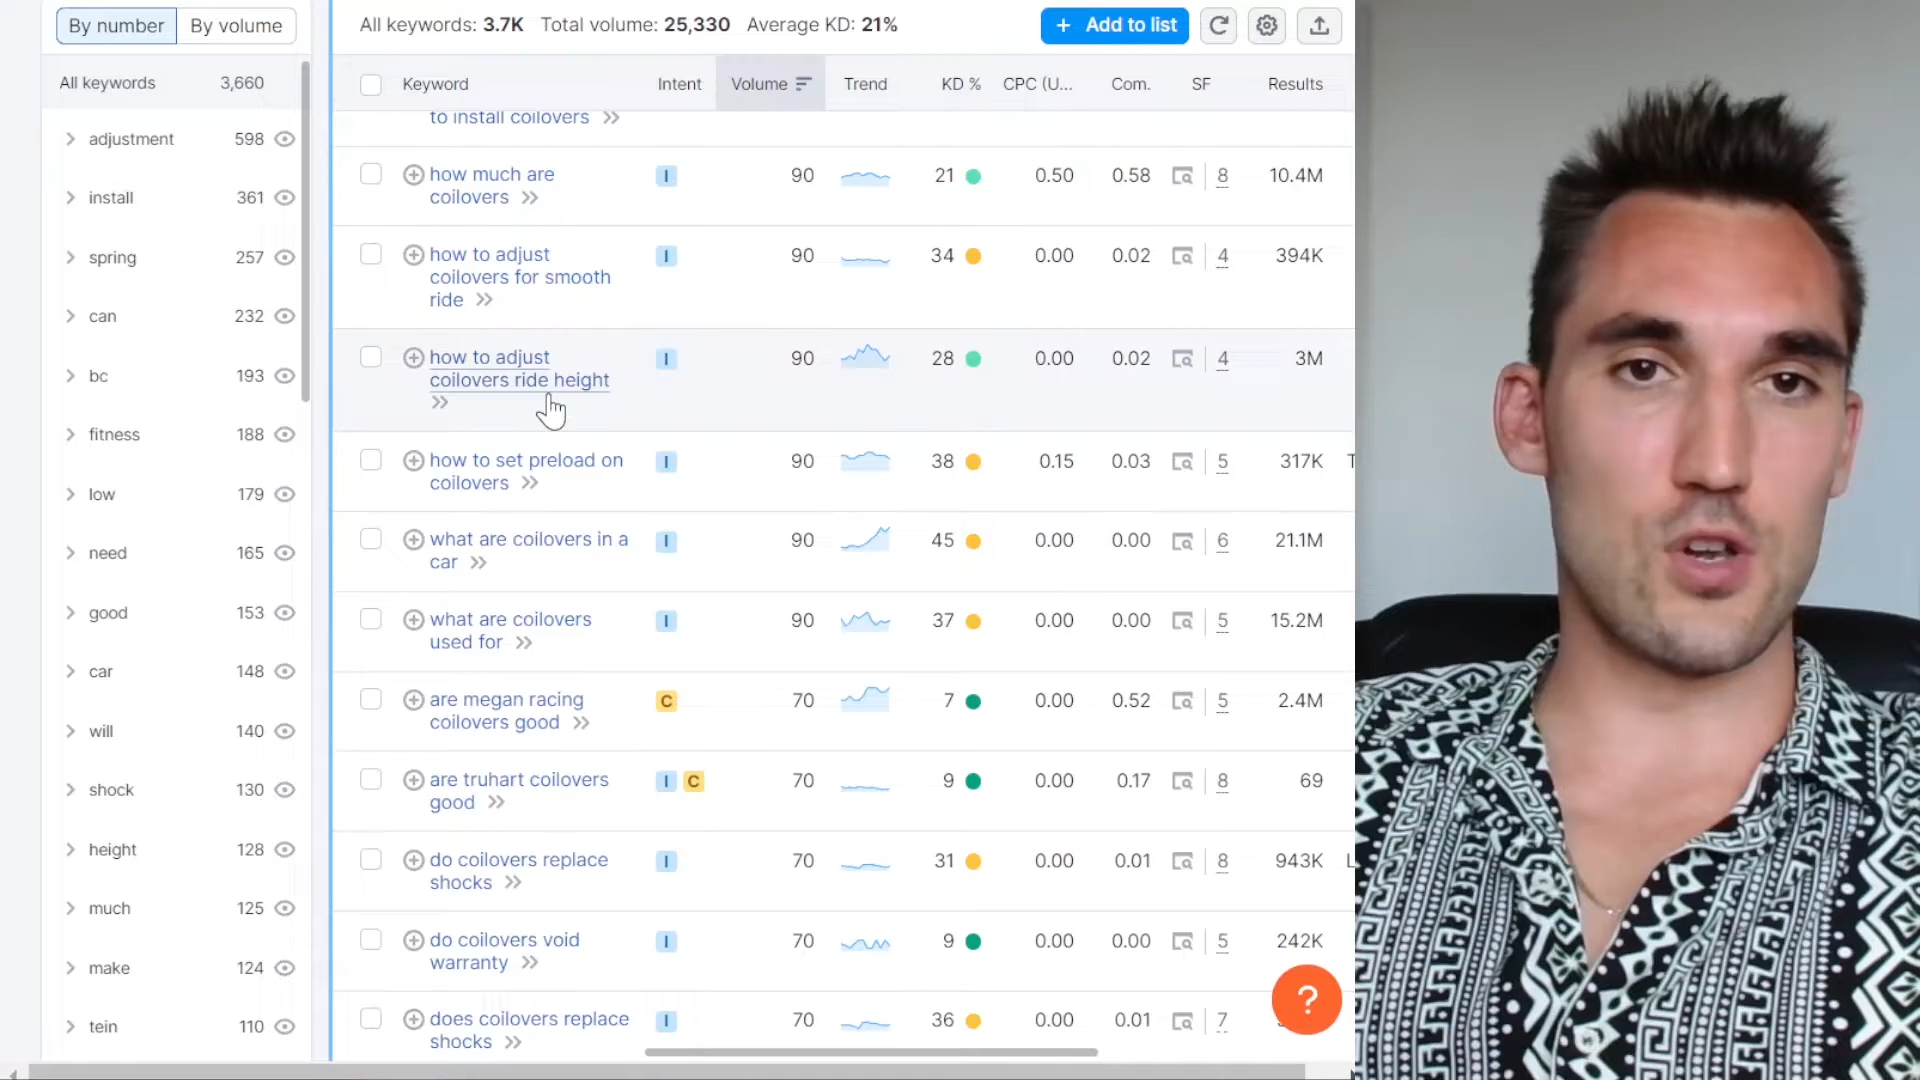 By number By volume
All keywords: 3.7K Total volume: 25,330 Average KD: 21%
+ Add to list
All keywords 3,660
adjustment 598
install 361
spring 257
can 232
bc 193
fitness 188
low 179
need 165
good 153
car 148
will 140
shock 130
height 128
much 125
make 124
tein 110
Keyword Intent Volume Trend KD % CPC (U... Com. SF Results
to install coilovers
how much are I 90 21 0.50 0.58 8 10.4M
coilovers
how to adjust I 90 34 0.00 0.02 4 394K
coilovers for smooth
ride
how to adjust I 90 28 0.00 0.02 4 3M
coilovers ride height
how to set preload on I 90 38 0.15 0.03 5 317K
coilovers
what are coilovers in a I 90 45 0.00 0.00 6 21.1M
car
what are coilovers I 90 37 0.00 0.00 5 15.2M
used for
are megan racing C 70 7 0.00 0.52 5 2.4M
coilovers good
are truhart coilovers I C 70 9 0.00 0.17 8 69
good
do coilovers replace I 70 31 0.00 0.01 8 943K
shocks
do coilovers void I 70 9 0.00 0.00 5 242K
warranty
does coilovers replace I 70 36 0.00 0.01 7
shocks
?